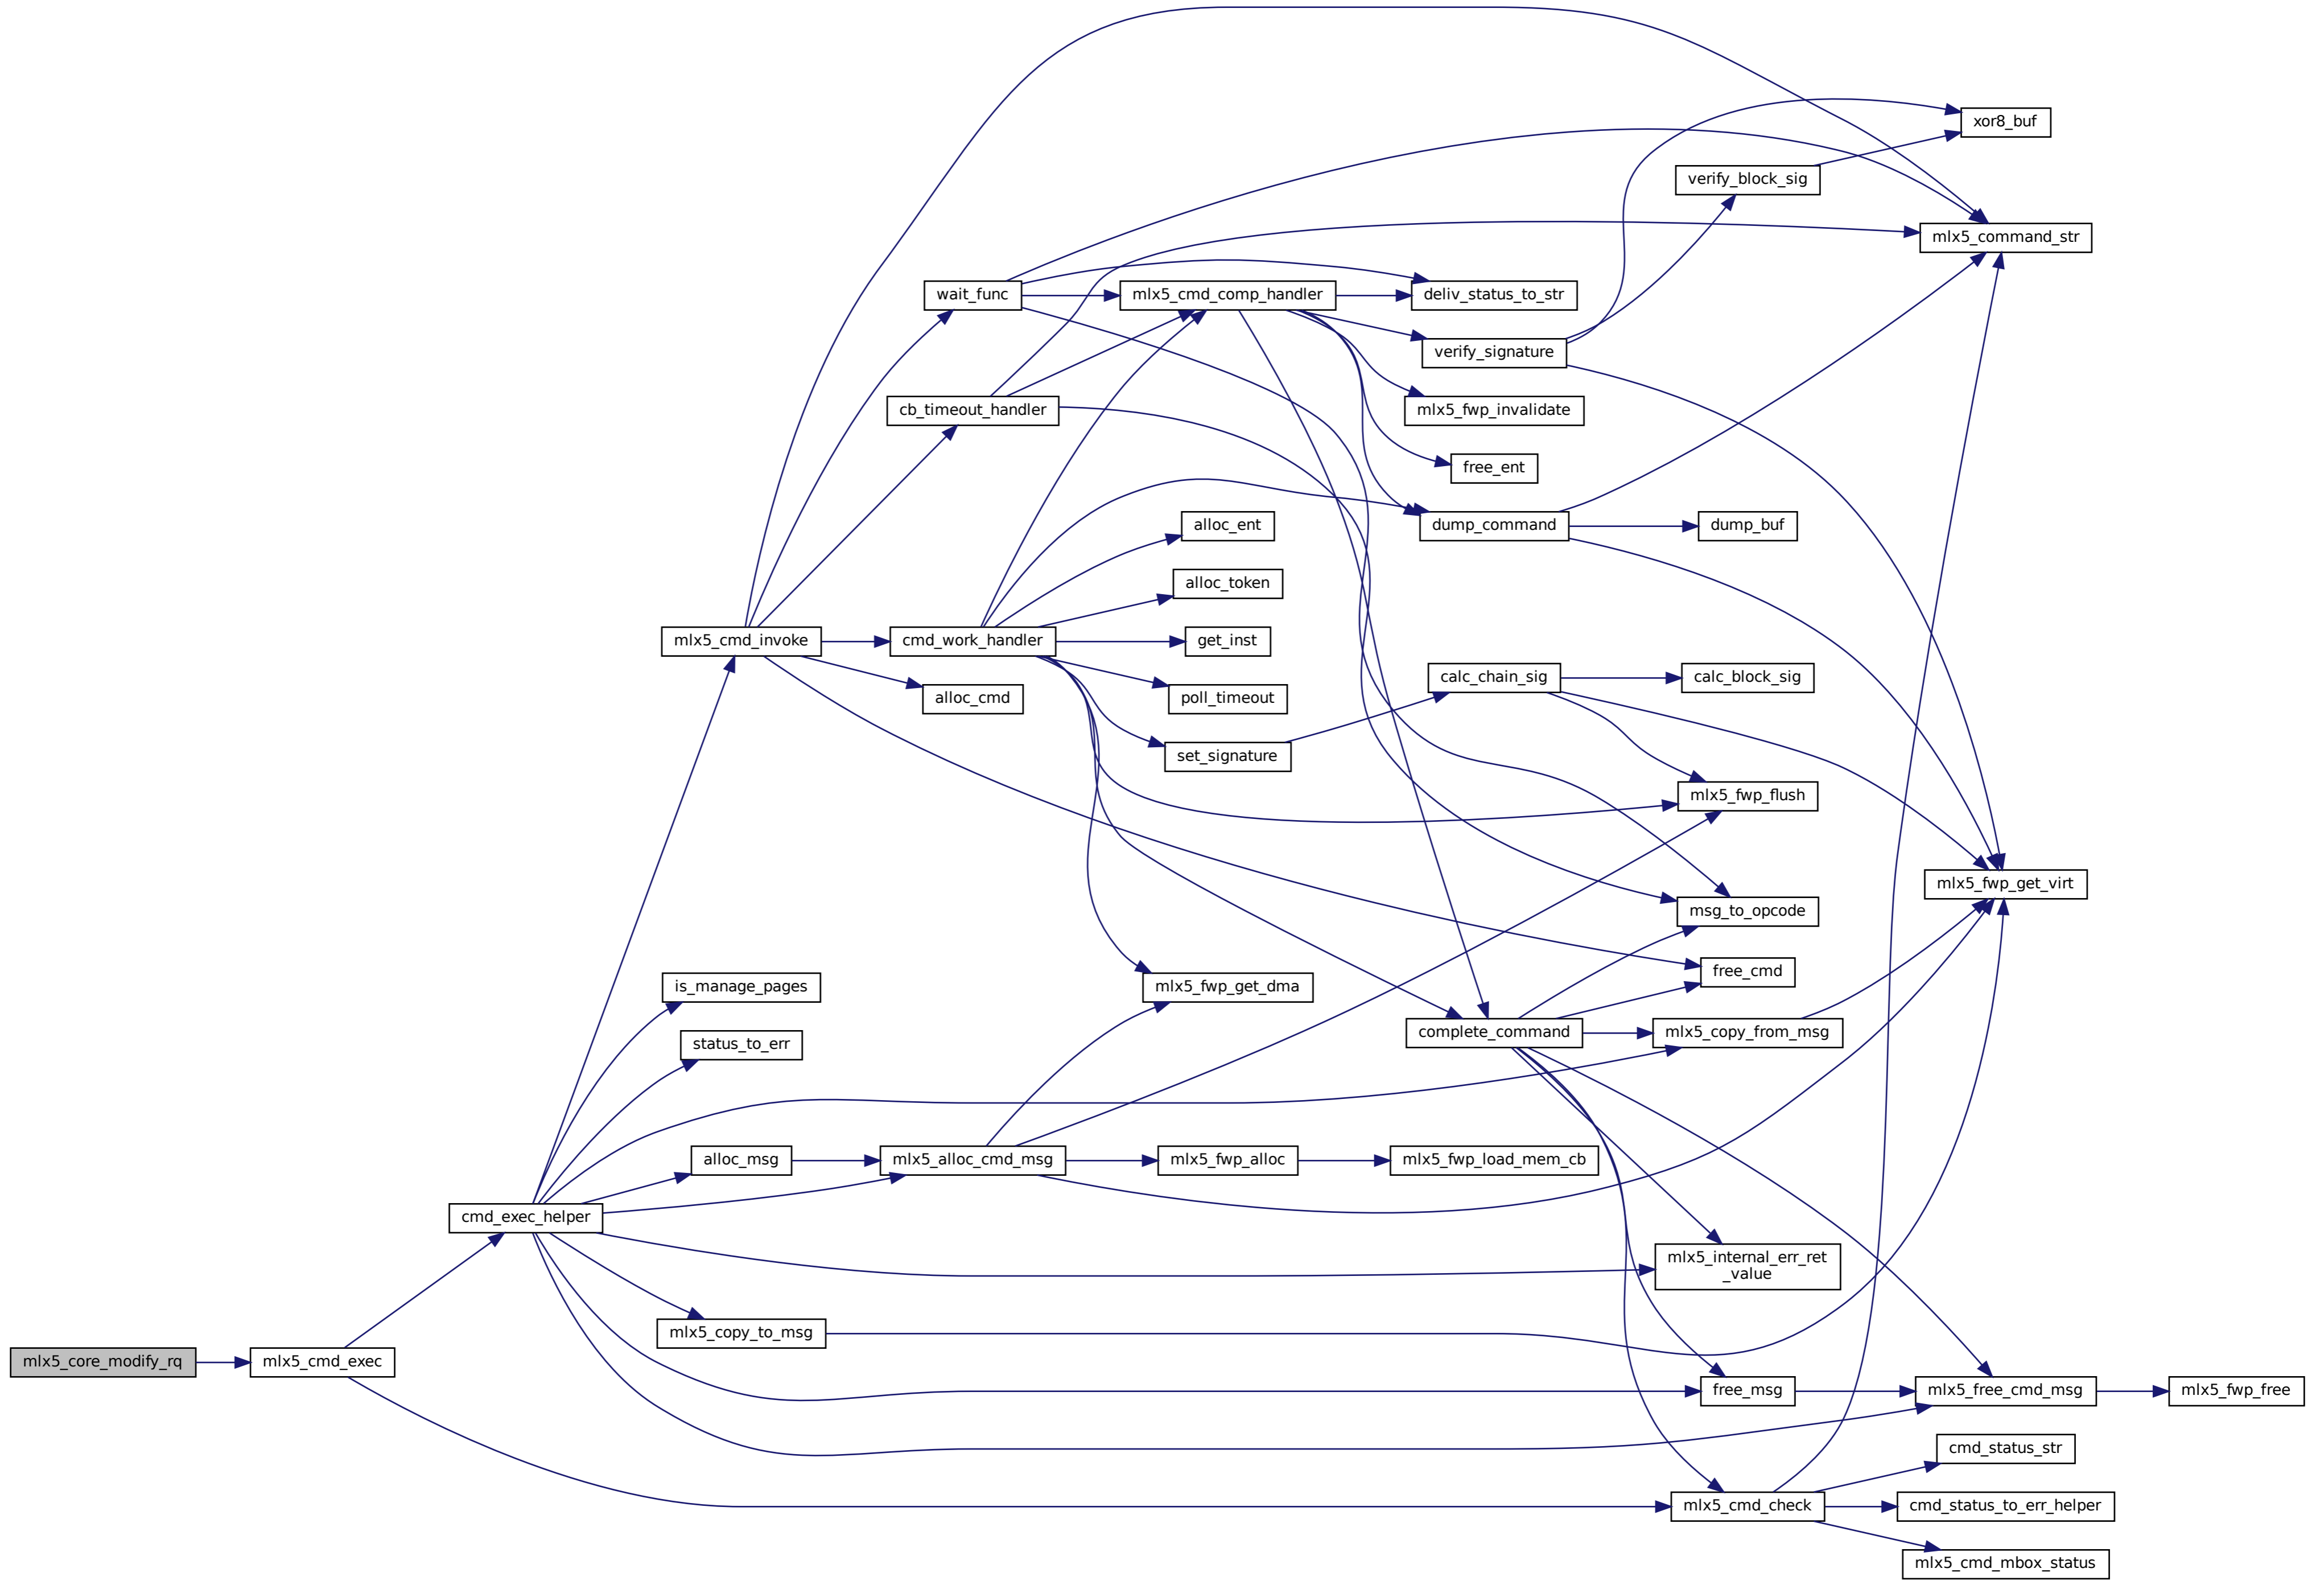 xor8_buf
verify_block_sig
mlx5_command_str
wait_func
mlx5_cmd_comp_handler
deliv_status_to_str
verify_signature
cb_timeout_handler
mlx5_fwp_invalidate
free_ent
alloc_ent
dump_command
dump_buf
alloc_token
mlx5_cmd_invoke
cmd_work_handler
get_inst
calc_chain_sig
calc_block_sig
alloc_cmd
poll_timeout
set_signature
mlx5_fwp_flush
mlx5_fwp_get_virt
msg_to_opcode
free_cmd
is_manage_pages
mlx5_fwp_get_dma
status_to_err
complete_command
mlx5_copy_from_msg
alloc_msg
mlx5_alloc_cmd_msg
mlx5_fwp_alloc
mlx5_fwp_load_mem_cb
cmd_exec_helper
mlx5_internal_err_ret
_value
mlx5_copy_to_msg
mlx5_core_modify_rq
mlx5_cmd_exec
free_msg
mlx5_free_cmd_msg
mlx5_fwp_free
cmd_status_str
mlx5_cmd_check
cmd_status_to_err_helper
mlx5_cmd_mbox_status